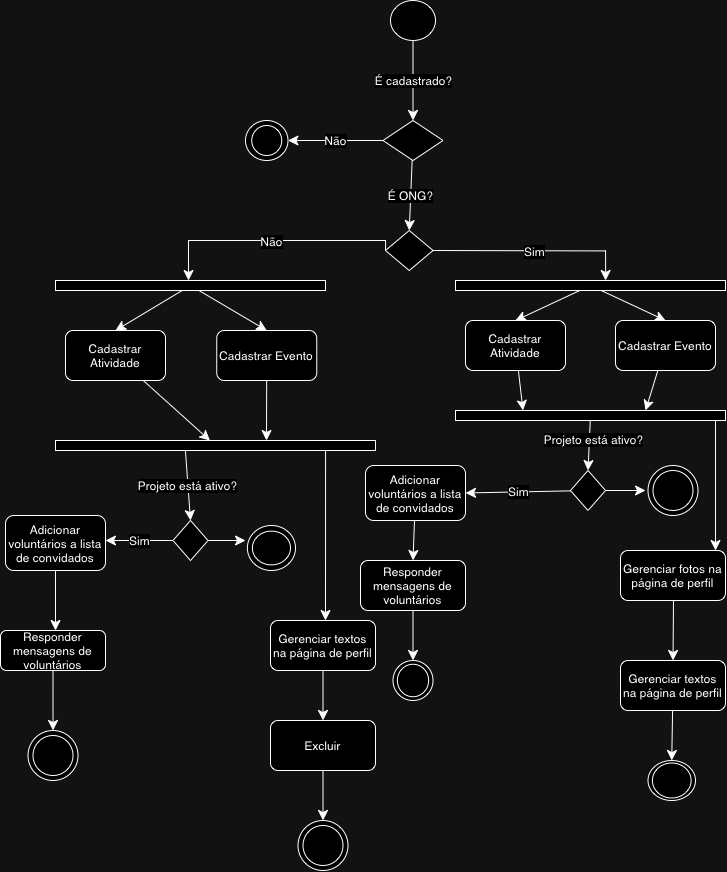 É cadastrado?
Não
É ONG?
Não
Sim
Cadastrar
Atividade
Cadastrar Evento
Cadastrar
Atividade
Cadastrar Evento
Projeto está ativo?
Projeto está ativo?
Sim
Adicionar
voluntários a lista
de convidados
Sim
Adicionar
voluntários a lista
de convidados
Responder
mensagens de
voluntários
Gerenciar fotos na
página de perfil
Responder
mensagens de
voluntários
Gerenciar textos
na página de perfil
Gerenciar textos
na página de perfil
Excluir